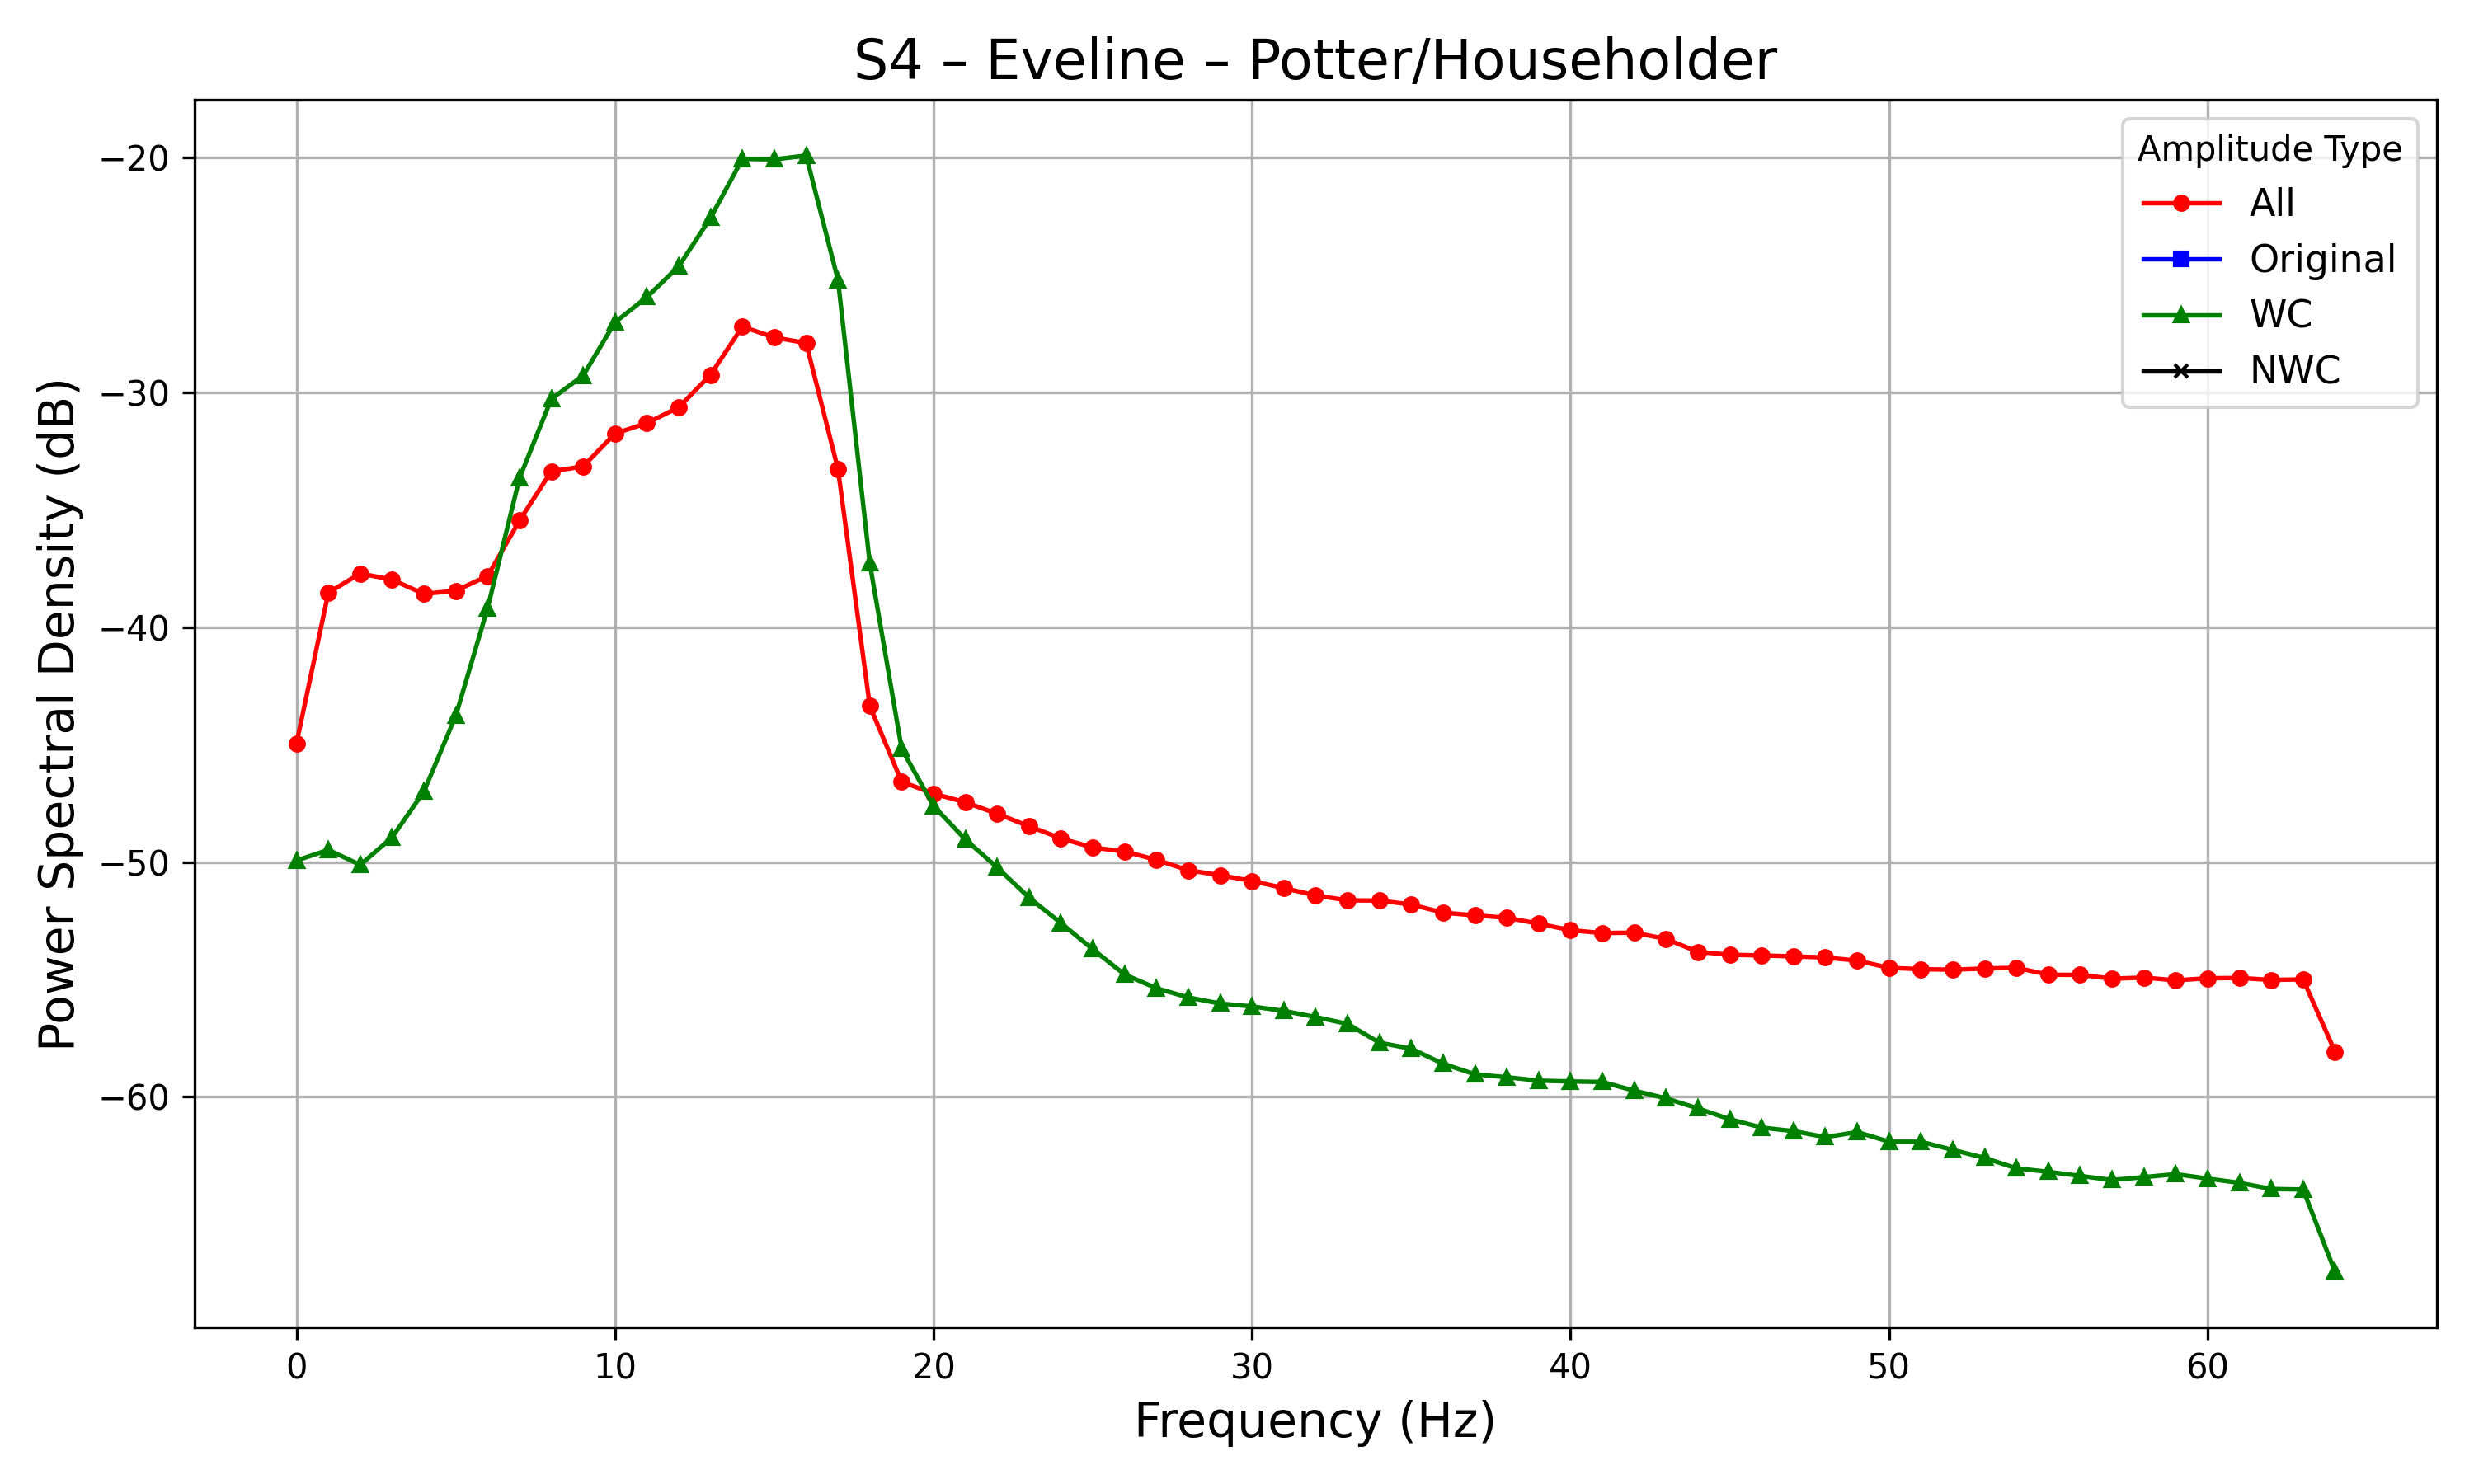 S4 – Eveline – Potter/Householder
Amplitude Type
All
Original
WC
NWC
Power Spectral Density (dB)
−20
−30
−40
−50
−60
0 10 20 30 40 50 60
Frequency (Hz)